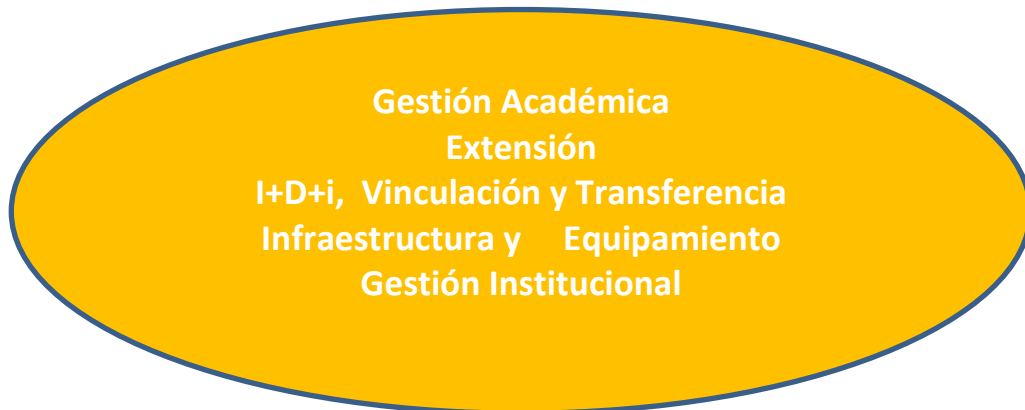 Gestión Académica
Extensión
I+D+i, Vinculación y Transferencia
Infraestructura y Equipamiento
Gestión Institucional